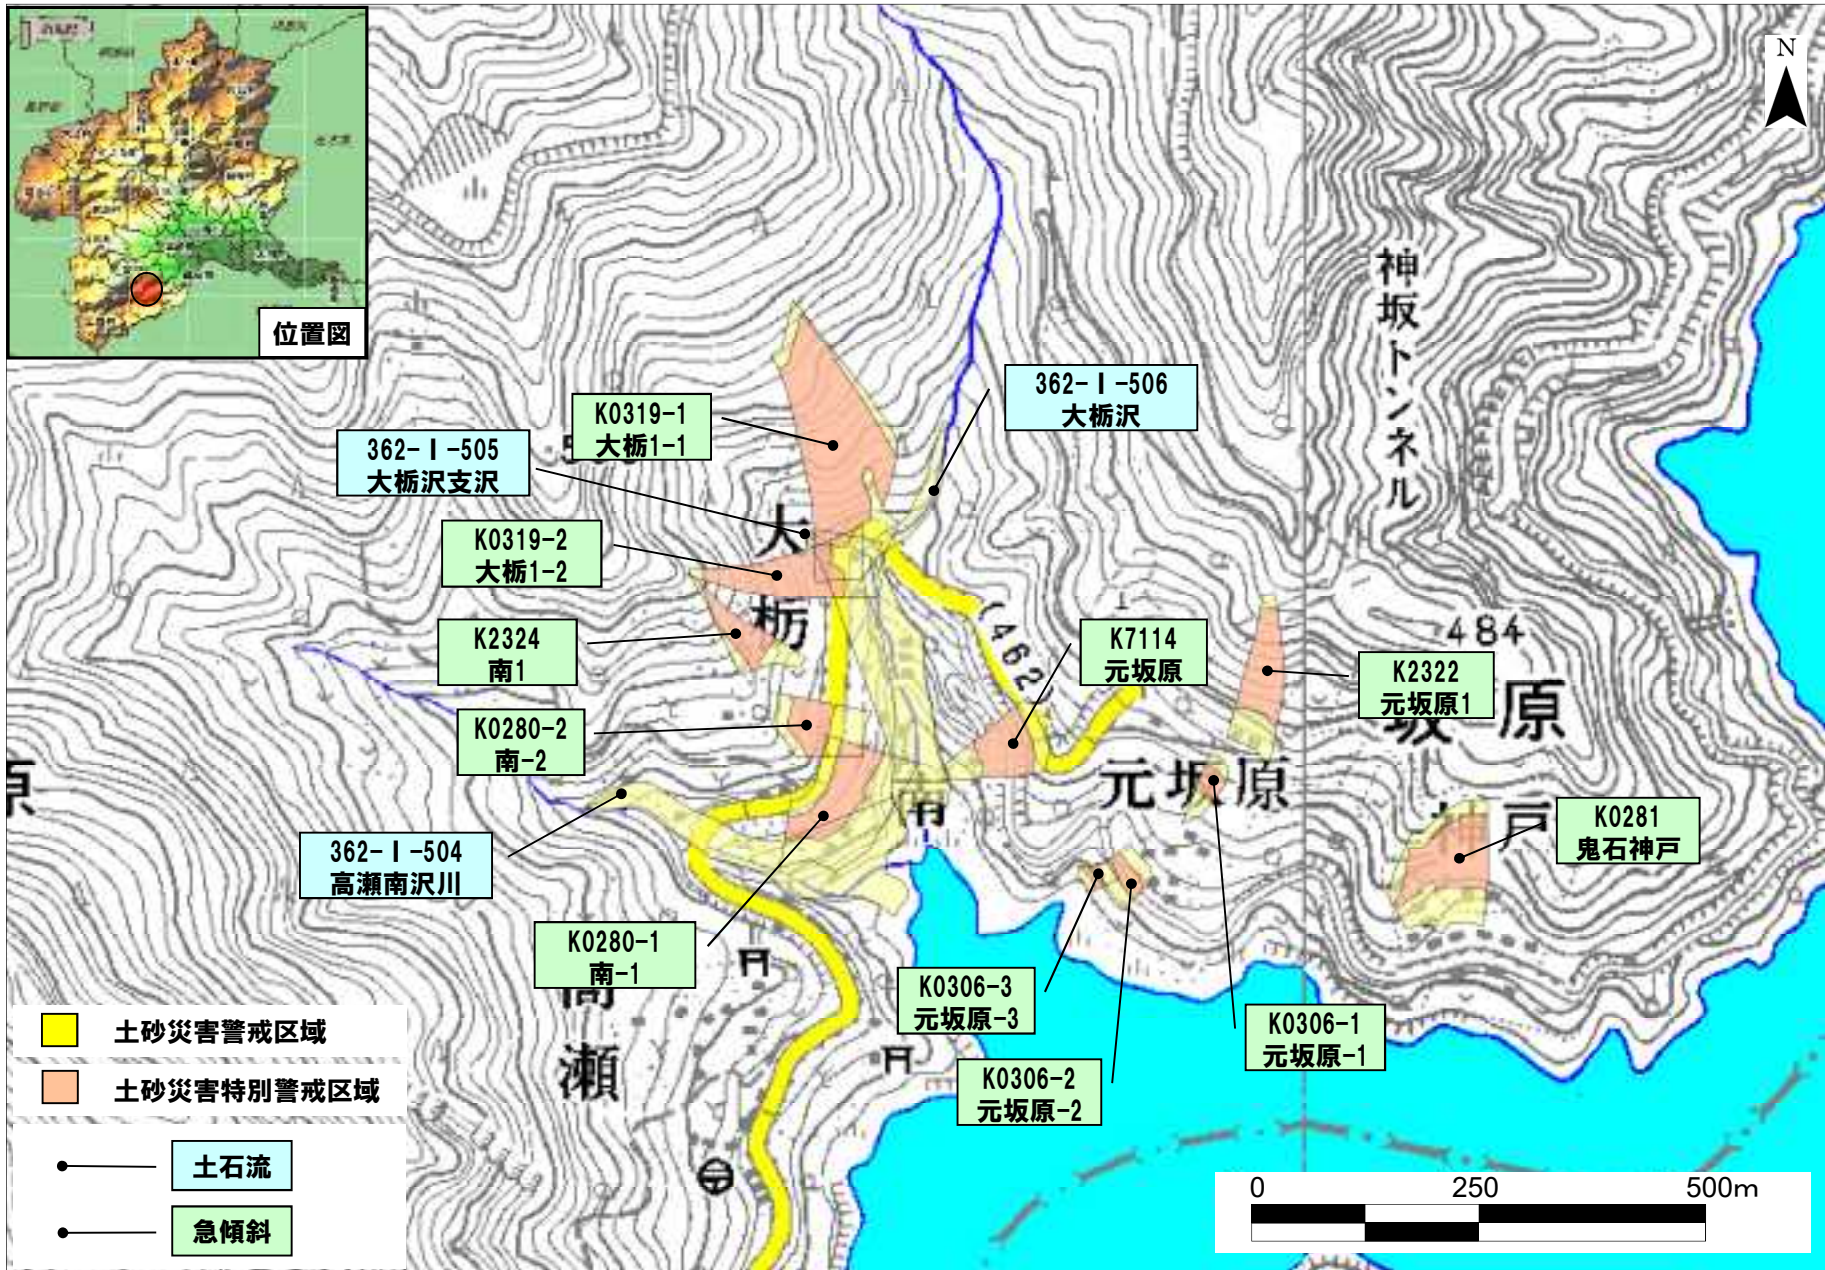 位置図
N
神坂トンネル
362-Ⅰ-506
大栃沢
K0319-1
大栃1-1
362-Ⅰ-505
大栃沢支沢
K0319-2
大栃1-2
大栃
K2324
南1
K7114
元坂原
(462)
484
K2322
元坂原1
坂原
K0280-2
南-2
元坂原
南
原
K0281
鬼石神戸
神戸
362-Ⅰ-504
高瀬南沢川
K0280-1
南-1
K0306-3
元坂原-3
K0306-1
元坂原-1
K0306-2
元坂原-2
高瀬
土砂災害警戒区域
土砂災害特別警戒区域
土石流
急傾斜
0 250 500m